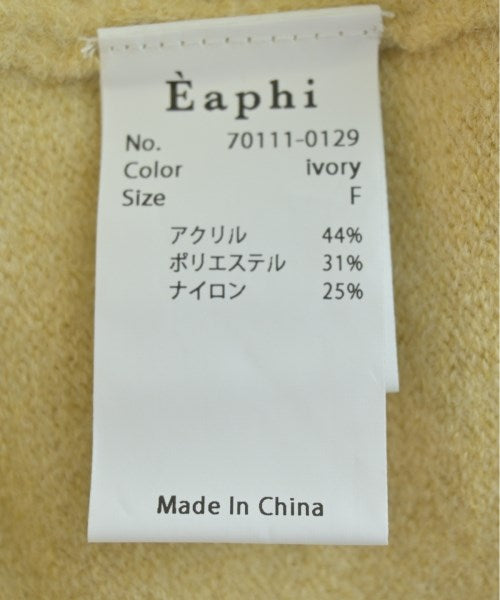 Èaphi
No. 70111-0129
Color ivory
Size F
アクリル 44%
ポリエステル 31%
ナイロン 25%
Made In China